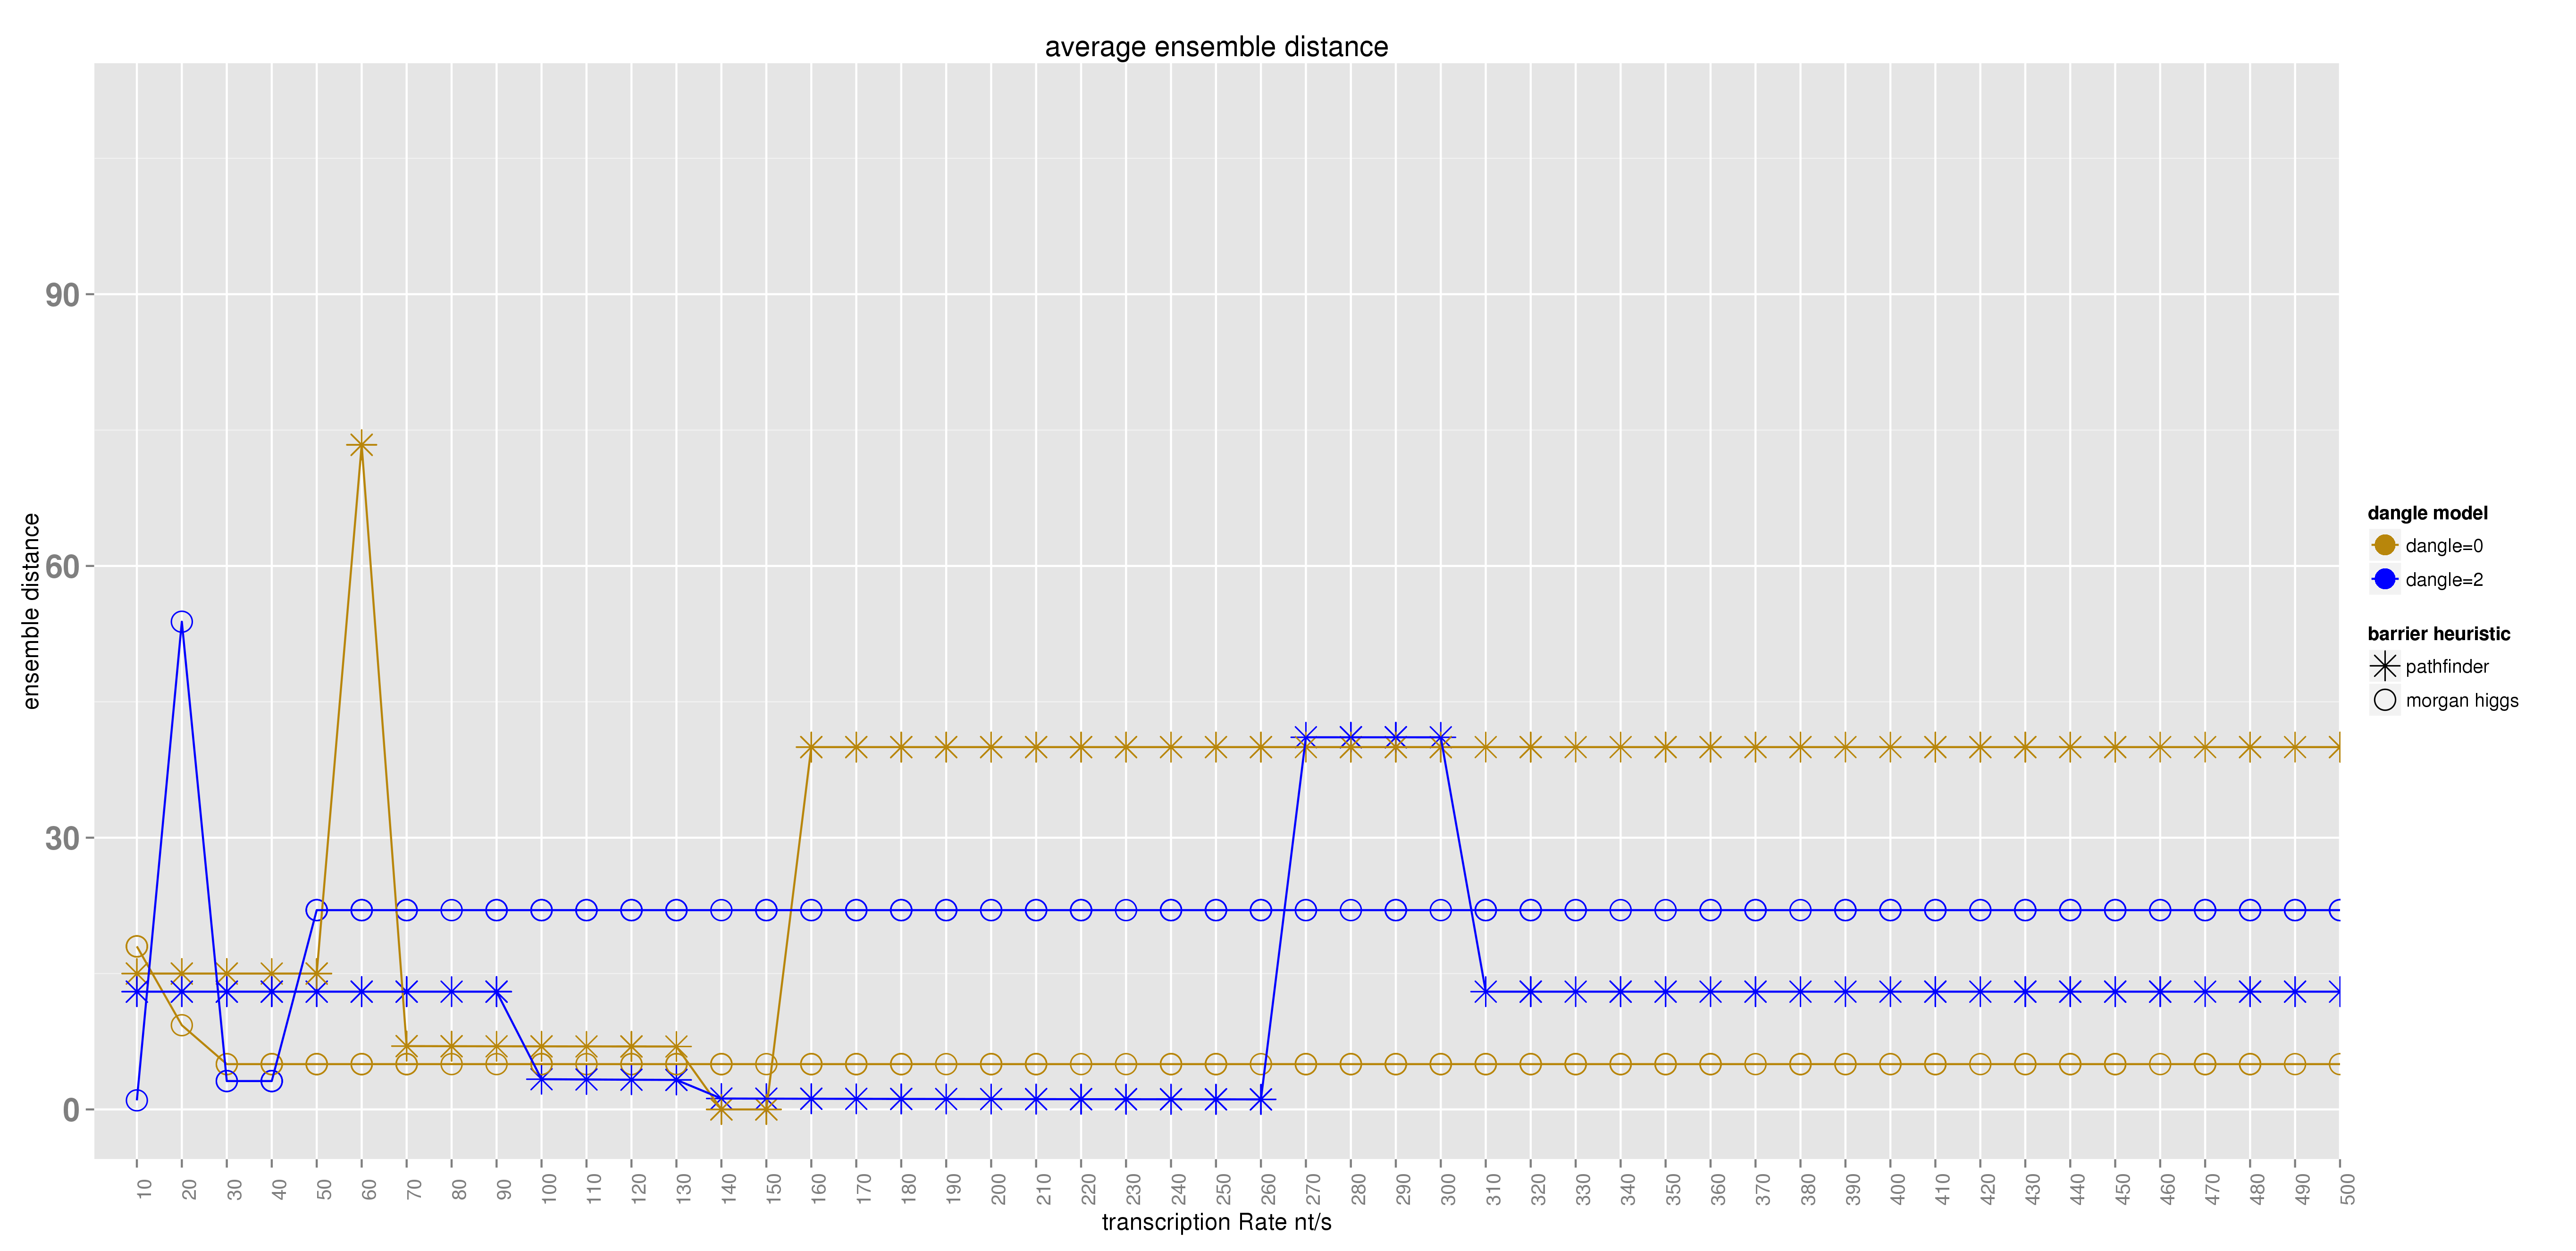 average ensemble distance
90
60
30
0
ensemble distance
10 20 30 40 50 60 70 80 90 100 110 120 130 140 150 160 170 180 190 200 210 220 230 240 250 260 270 280 290 300 310 320 330 340 350 360 370 380 390 400 410 420 430 440 450 460 470 480 490 500
transcription Rate nt/s
dangle model
dangle=0
dangle=2
barrier heuristic
pathfinder
morgan higgs